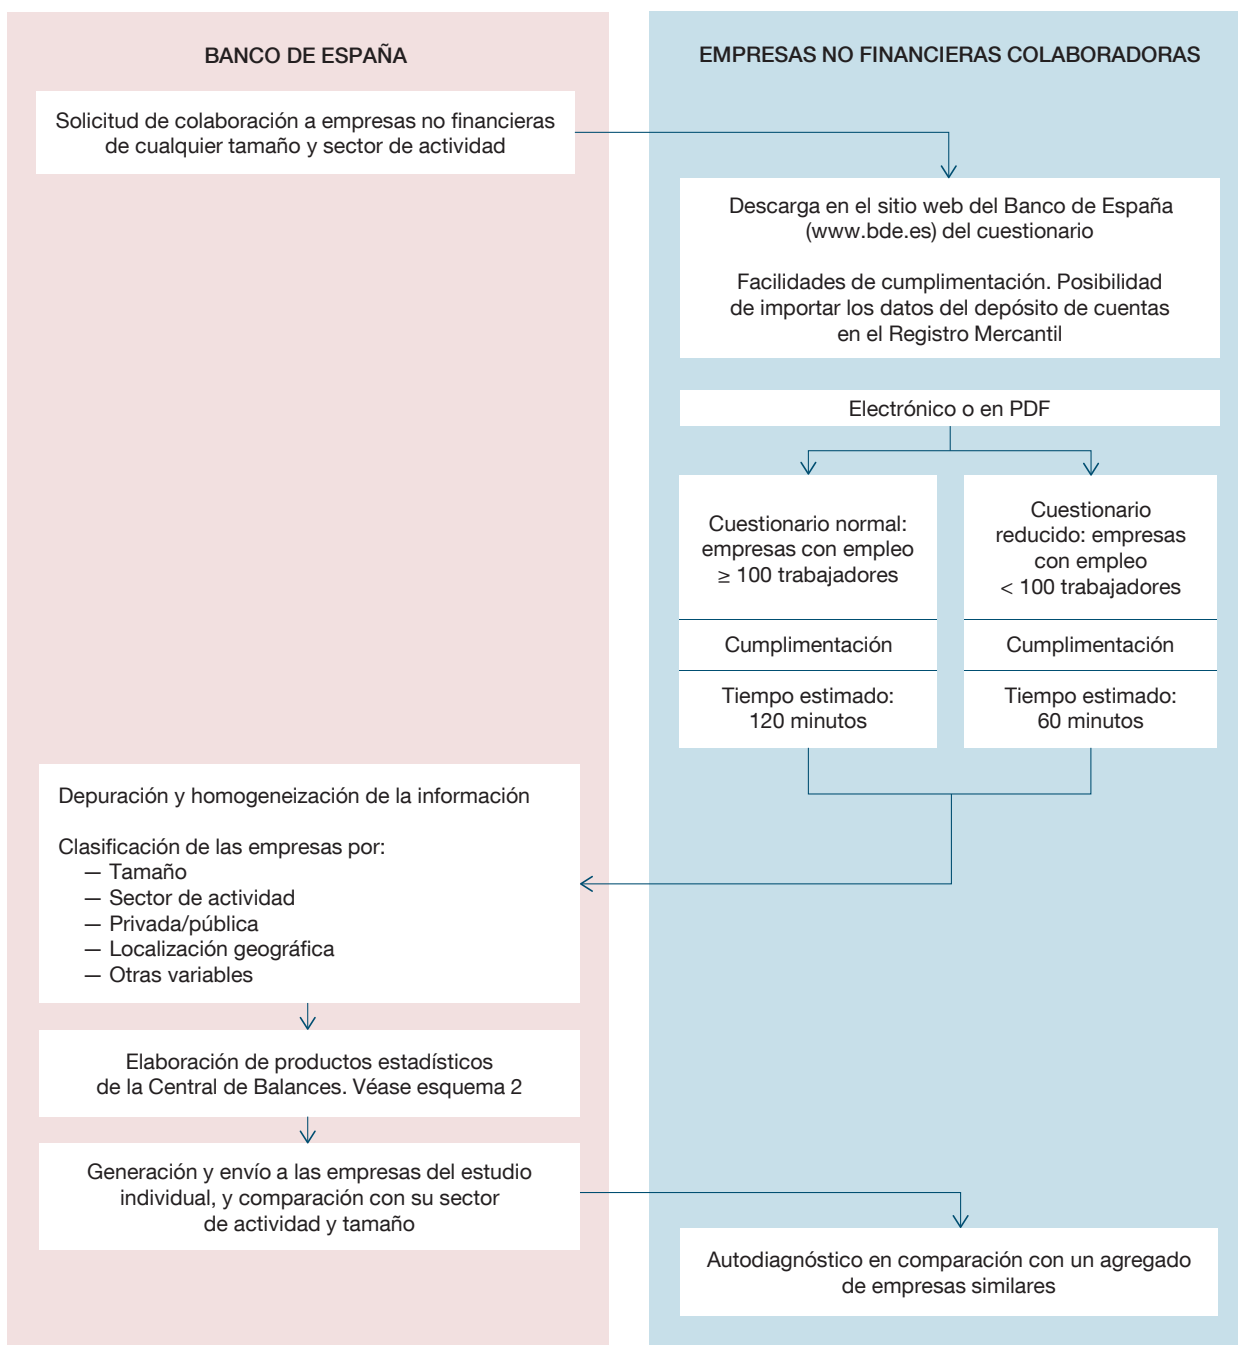 BANCO DE ESPAÑA
Solicitud de colaboración a empresas no financieras
de cualquier tamaño y sector de actividad
EMPRESAS NO FINANCIERAS COLABORADORAS
Descarga en el sitio web del Banco de España
(www.bde.es) del cuestionario
Facilidades de cumplimentación. Posibilidad
de importar los datos del depósito de cuentas
en el Registro Mercantil
Electrónico o en PDF
Cuestionario normal:
empresas con empleo
≥ 100 trabajadores
Cumplimentación
Tiempo estimado:
120 minutos
Cuestionario
reducido: empresas
con empleo
< 100 trabajadores
Cumplimentación
Tiempo estimado:
60 minutos
Depuración y homogeneización de la información
Clasificación de las empresas por:
— Tamaño
— Sector de actividad
— Privada/pública
— Localización geográfica
— Otras variables
Elaboración de productos estadísticos
de la Central de Balances. Véase esquema 2
Generación y envío a las empresas del estudio
individual, y comparación con su sector
de actividad y tamaño
Autodiagnóstico en comparación con un agregado
de empresas similares